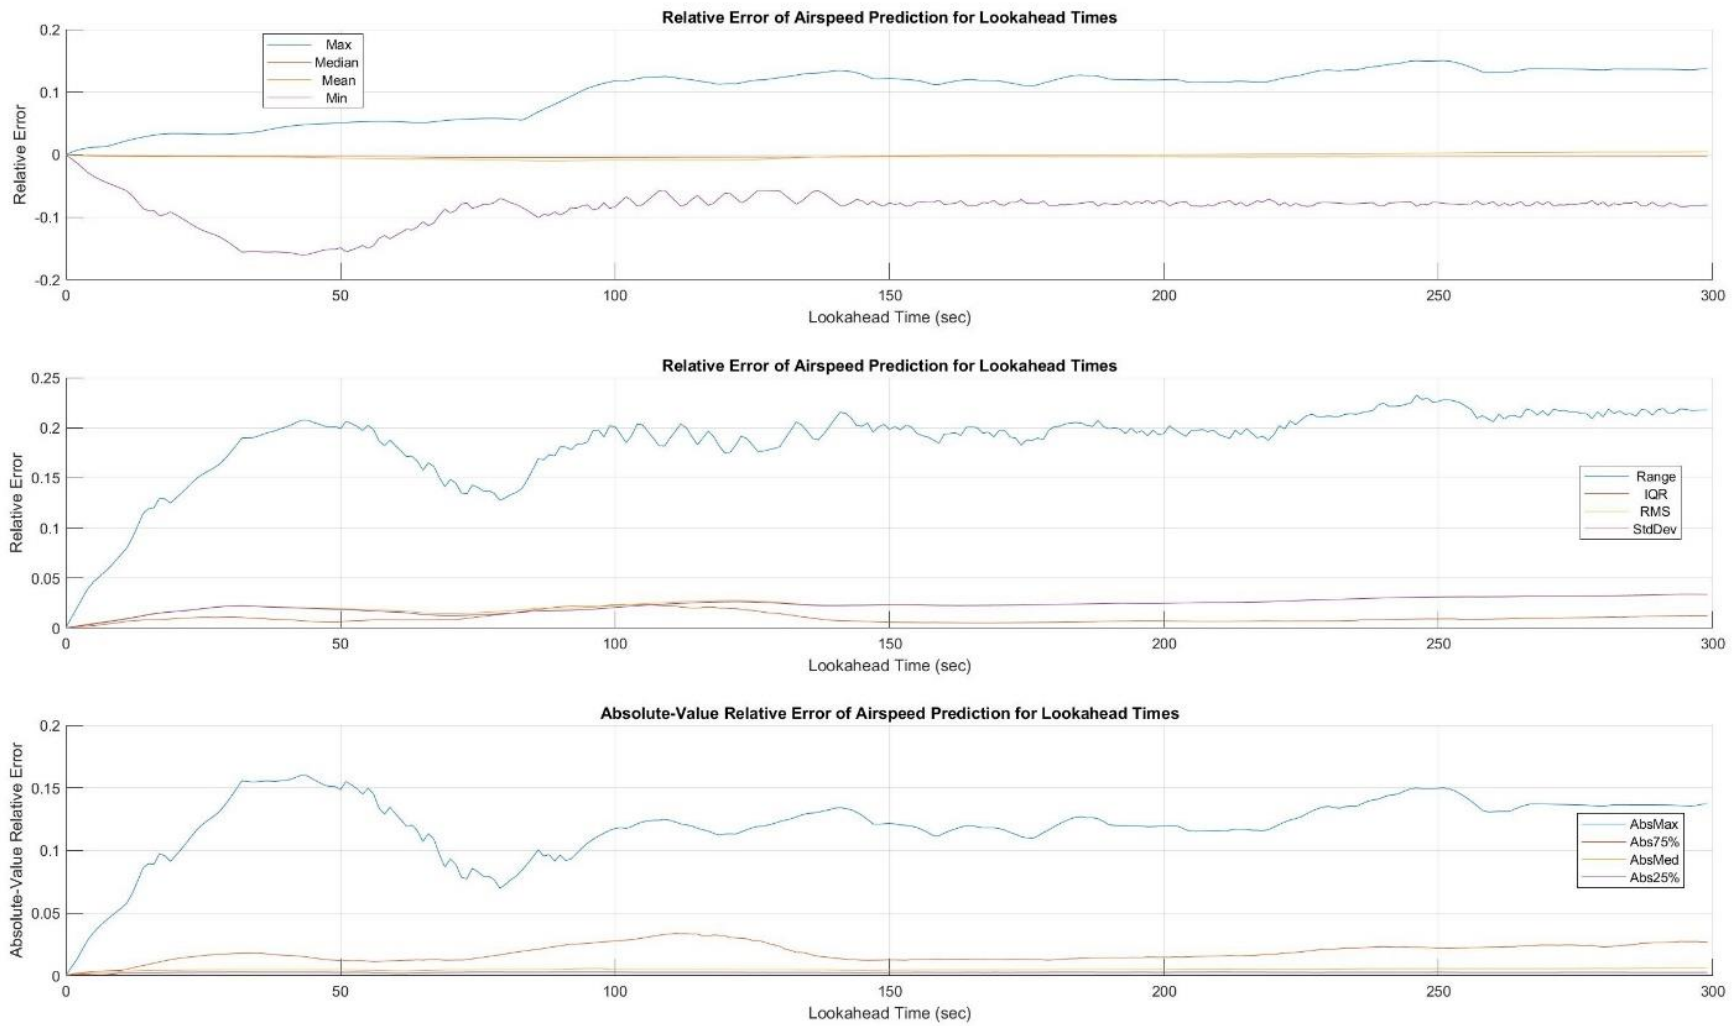 Relative Error of Airspeed Prediction for Lookahead Times
0.2
0.1
0
-0.1
-0.2
Relative Error
Max
Median
Mean
Min
0 50 100 150 200 250 300
Lookahead Time (sec)
Relative Error of Airspeed Prediction for Lookahead Times
0.25
0.2
0.15
0.1
0.05
0
Relative Error
Range
IQR
RMS
StdDev
0 50 100 150 200 250 300
Lookahead Time (sec)
Absolute-Value Relative Error of Airspeed Prediction for Lookahead Times
0.2
0.15
0.1
0.05
0
Absolute-Value Relative Error
AbsMax
Abs75%
AbsMed
Abs25%
0 50 100 150 200 250 300
Lookahead Time (sec)